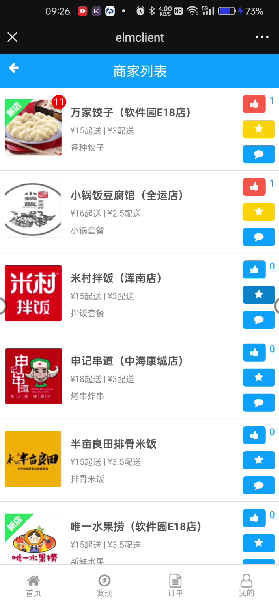 09:26
4.00
KB/s
5G
73%
elmclient
商家列表
新店
11
万家饺子（软件园E18店）
¥15起送 | ¥3配送
各种饺子
1
小锅饭豆腐馆（全运店）
¥16起送 | ¥2.5配送
小锅套餐
1
米村拌饭
米村拌饭（浑南店）
¥15起送 | ¥3配送
拌饭套餐
0
申记串道（中海康城店）
¥18起送 | ¥3配送
烤串炸串
0
半亩良田
半亩良田排骨米饭
¥15起送 | ¥3.5配送
排骨米饭
0
新店
唯一水果捞
唯一水果捞（软件园E18店）
¥15起送 | ¥3.5配送
新鲜水果
0
首页
发现
订单
我的